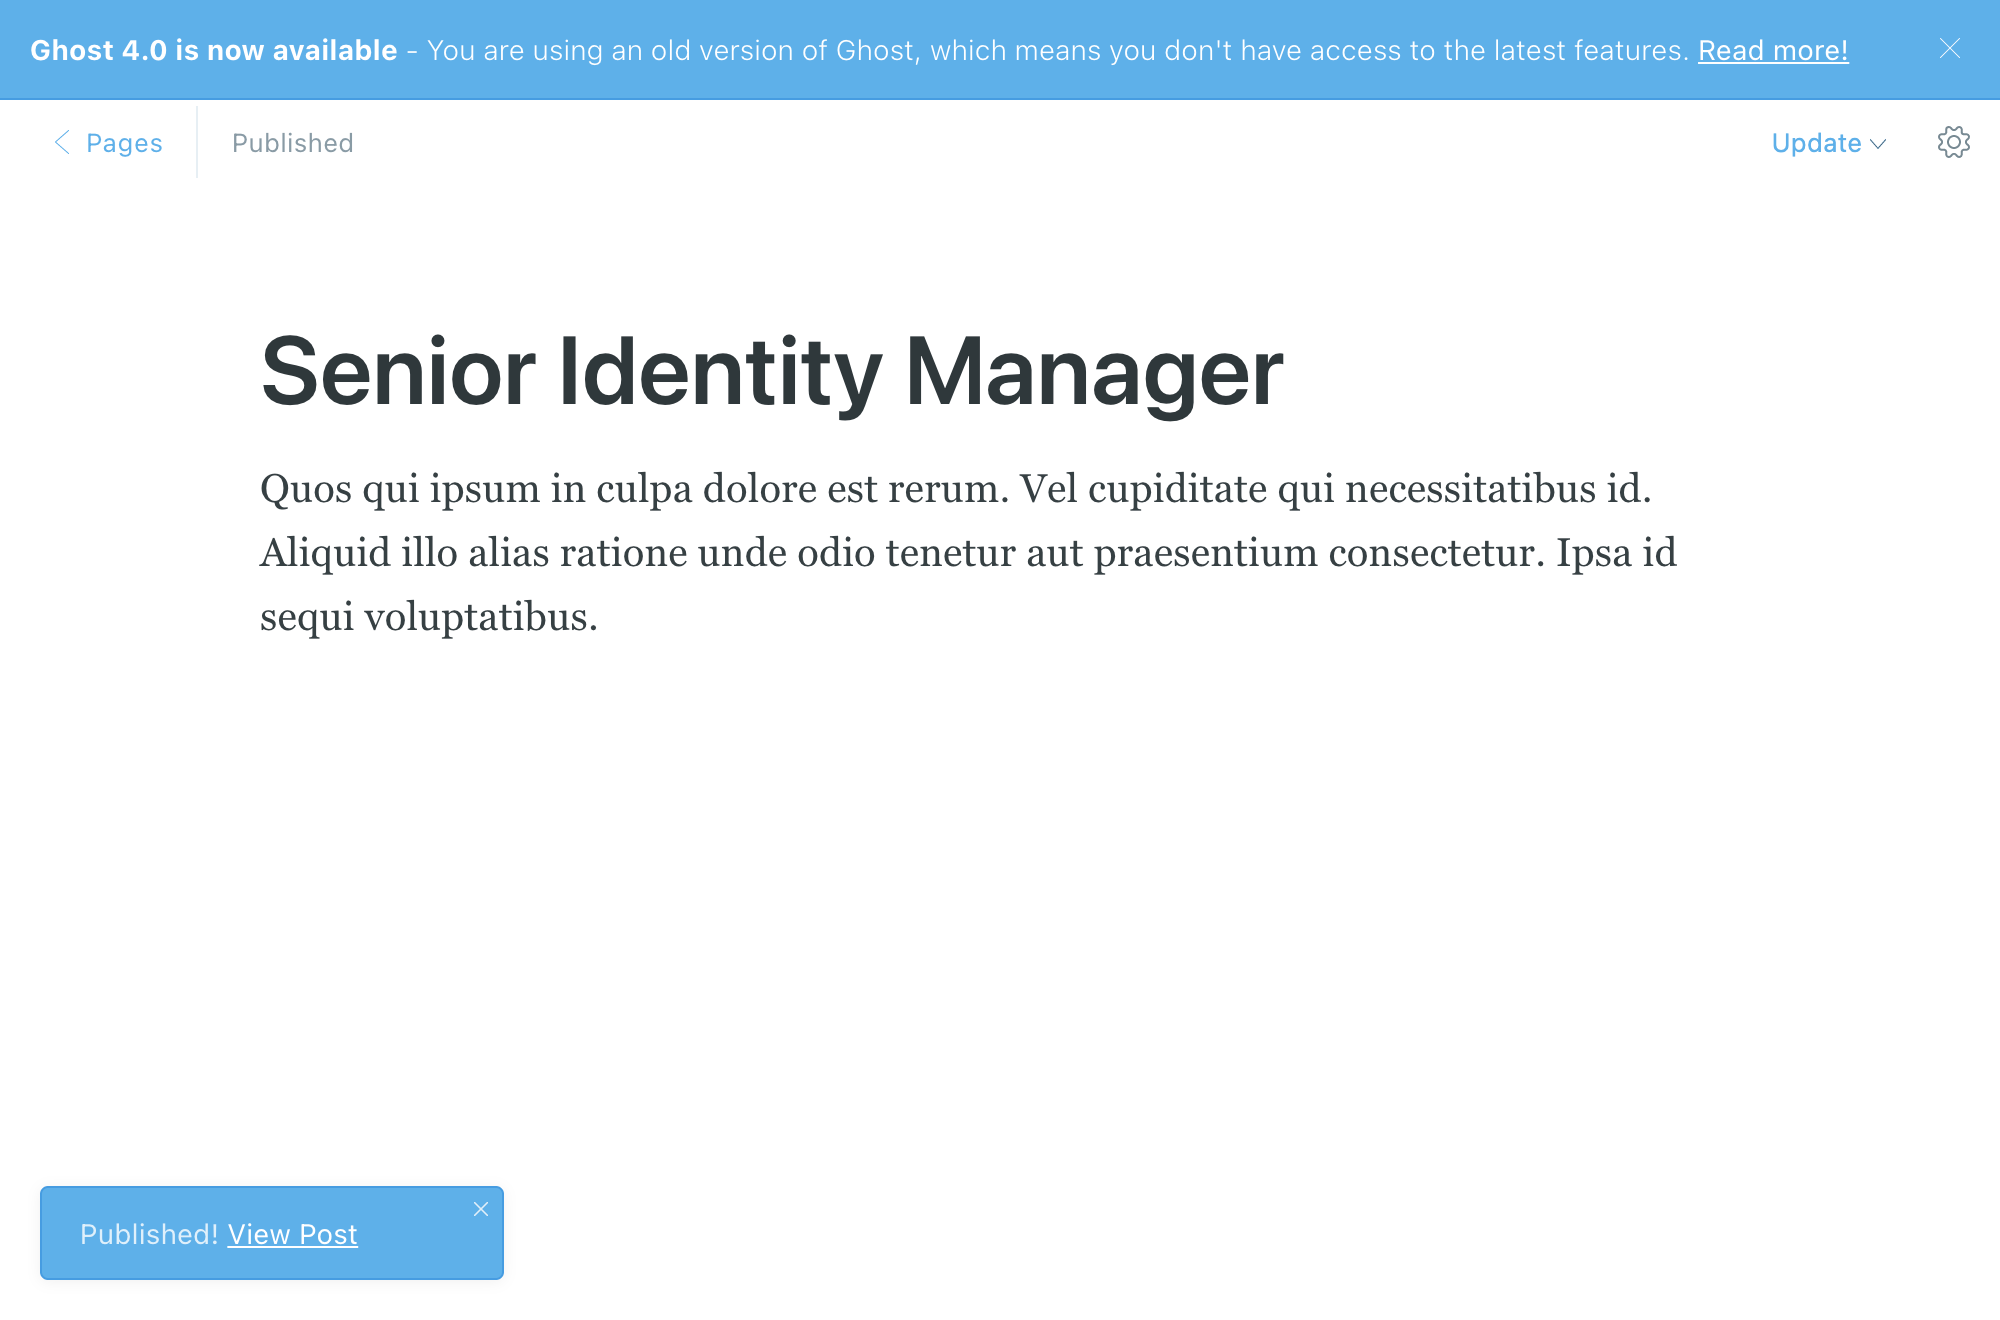 Ghost 4.0 is now available - You are using an old version of Ghost, which means you don't have access to the latest features. Read more!
Pages
Published
Update
Senior Identity Manager
Quos qui ipsum in culpa dolore est rerum. Vel cupiditate qui necessitatibus id.
Aliquid illo alias ratione unde odio tenetur aut praesentium consectetur. Ipsa id
sequi voluptatibus.
Published! View Post